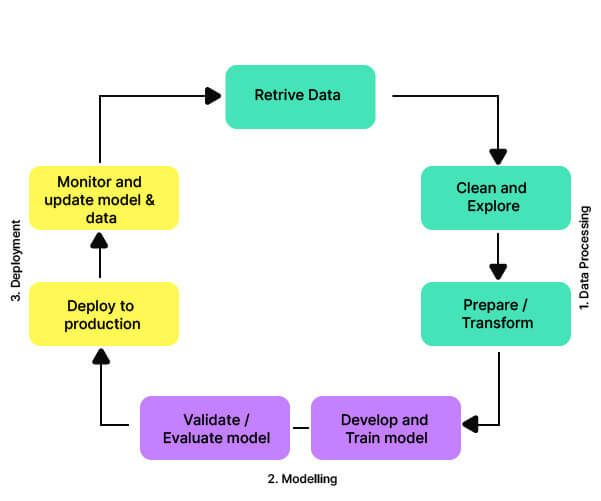 Retrive Data
Clean and
Explore
Prepare /
Transform
1. Data Processing
Develop and
Train model
Validate /
Evaluate model
2. Modelling
Deploy to
production
Monitor and
update model &
data
3. Deployment